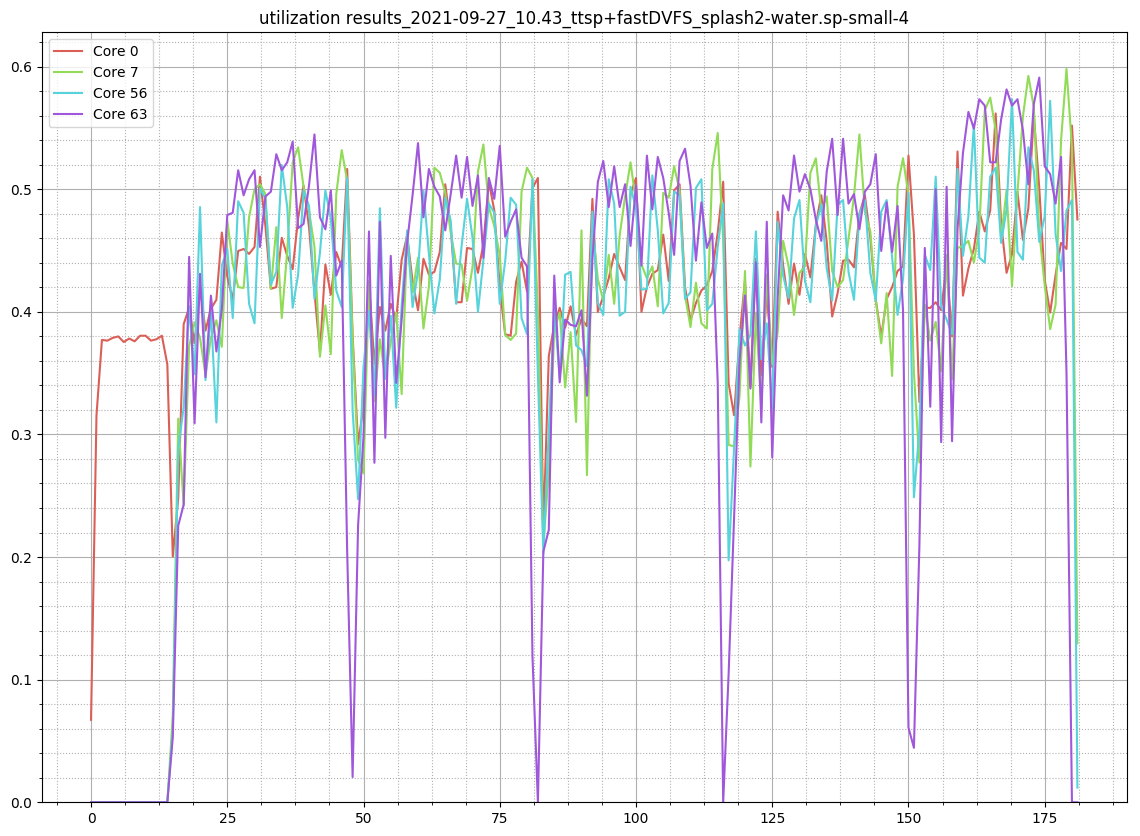 utilization results_2021-09-27_10.43_ttsp+fastDVFS_splash2-water.sp-small-4
Core 0
Core 7
Core 56
Core 63
0.6
0.5
0.4
0.3
0.2
0.1
0.0
0 25 50 75 100 125 150 175